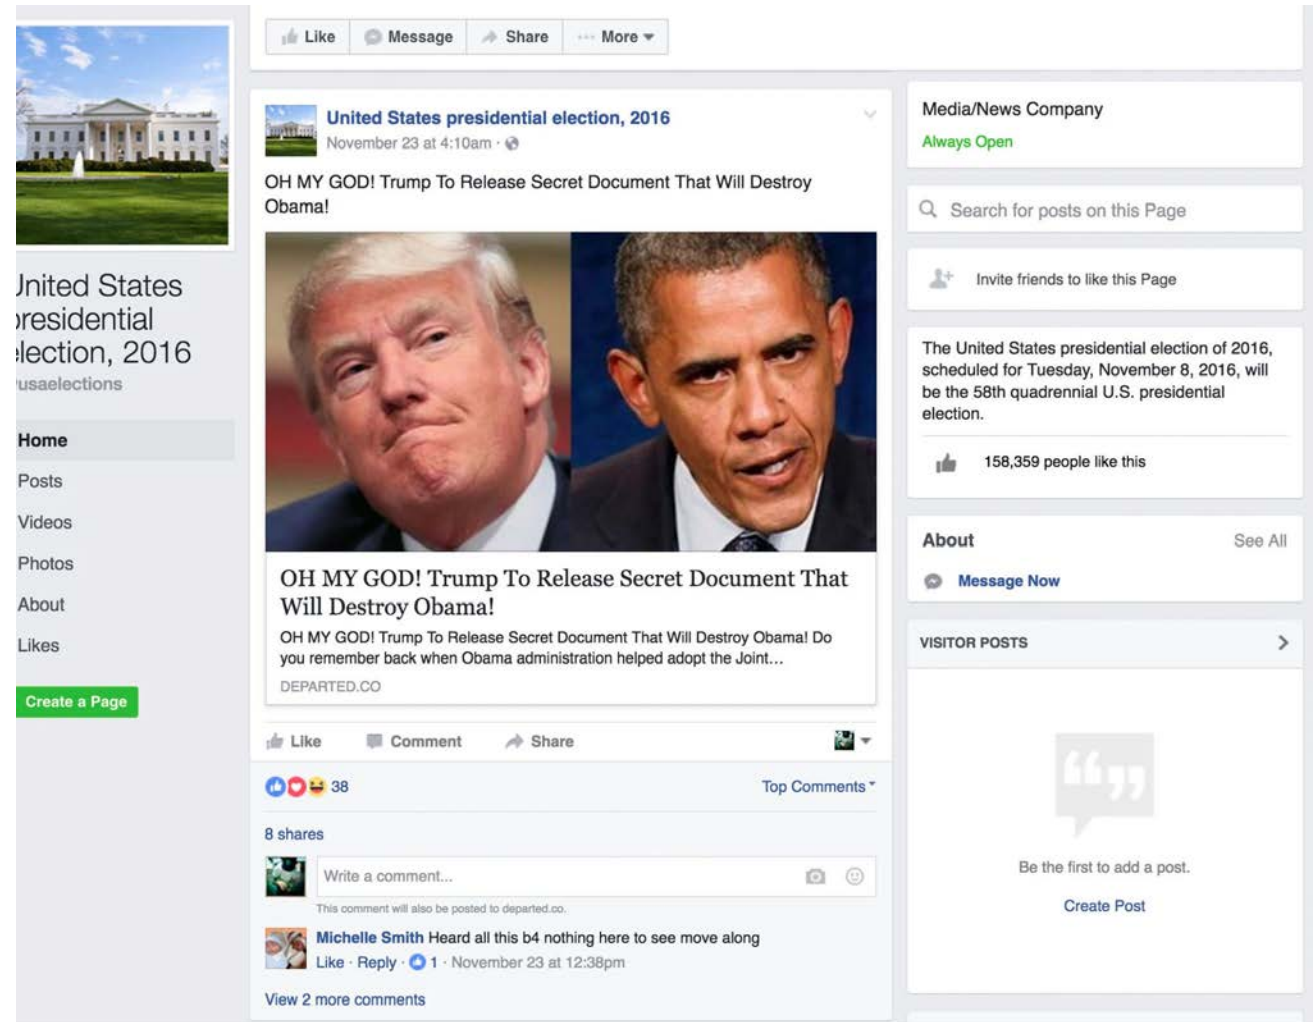 Like
Message
Share
More
United States presidential election, 2016
November 23 at 4:10am
OH MY GOD! Trump To Release Secret Document That Will Destroy
Obama!
OH MY GOD! Trump To Release Secret Document That
Will Destroy Obama!
OH MY GOD! Trump To Release Secret Document That Will Destroy Obama! Do
you remember back when Obama administration helped adopt the Joint...
DEPARTED.CO
Like
Comment
Share
38
Top Comments
8 shares
Write a comment...
This comment will also be posted to departed.co.
Michelle Smith Heard all this b4 nothing here to see move along
Like · Reply · 1 · November 23 at 12:38pm
View 2 more comments
United States
presidential
election, 2016
usaelections
Home
Posts
Videos
Photos
About
Likes
Create a Page
Media/News Company
Always Open
Search for posts on this Page
Invite friends to like this Page
The United States presidential election of 2016,
scheduled for Tuesday, November 8, 2016, will
be the 58th quadrennial U.S. presidential
election.
158,359 people like this
About
See All
Message Now
VISITOR POSTS
Be the first to add a post.
Create Post